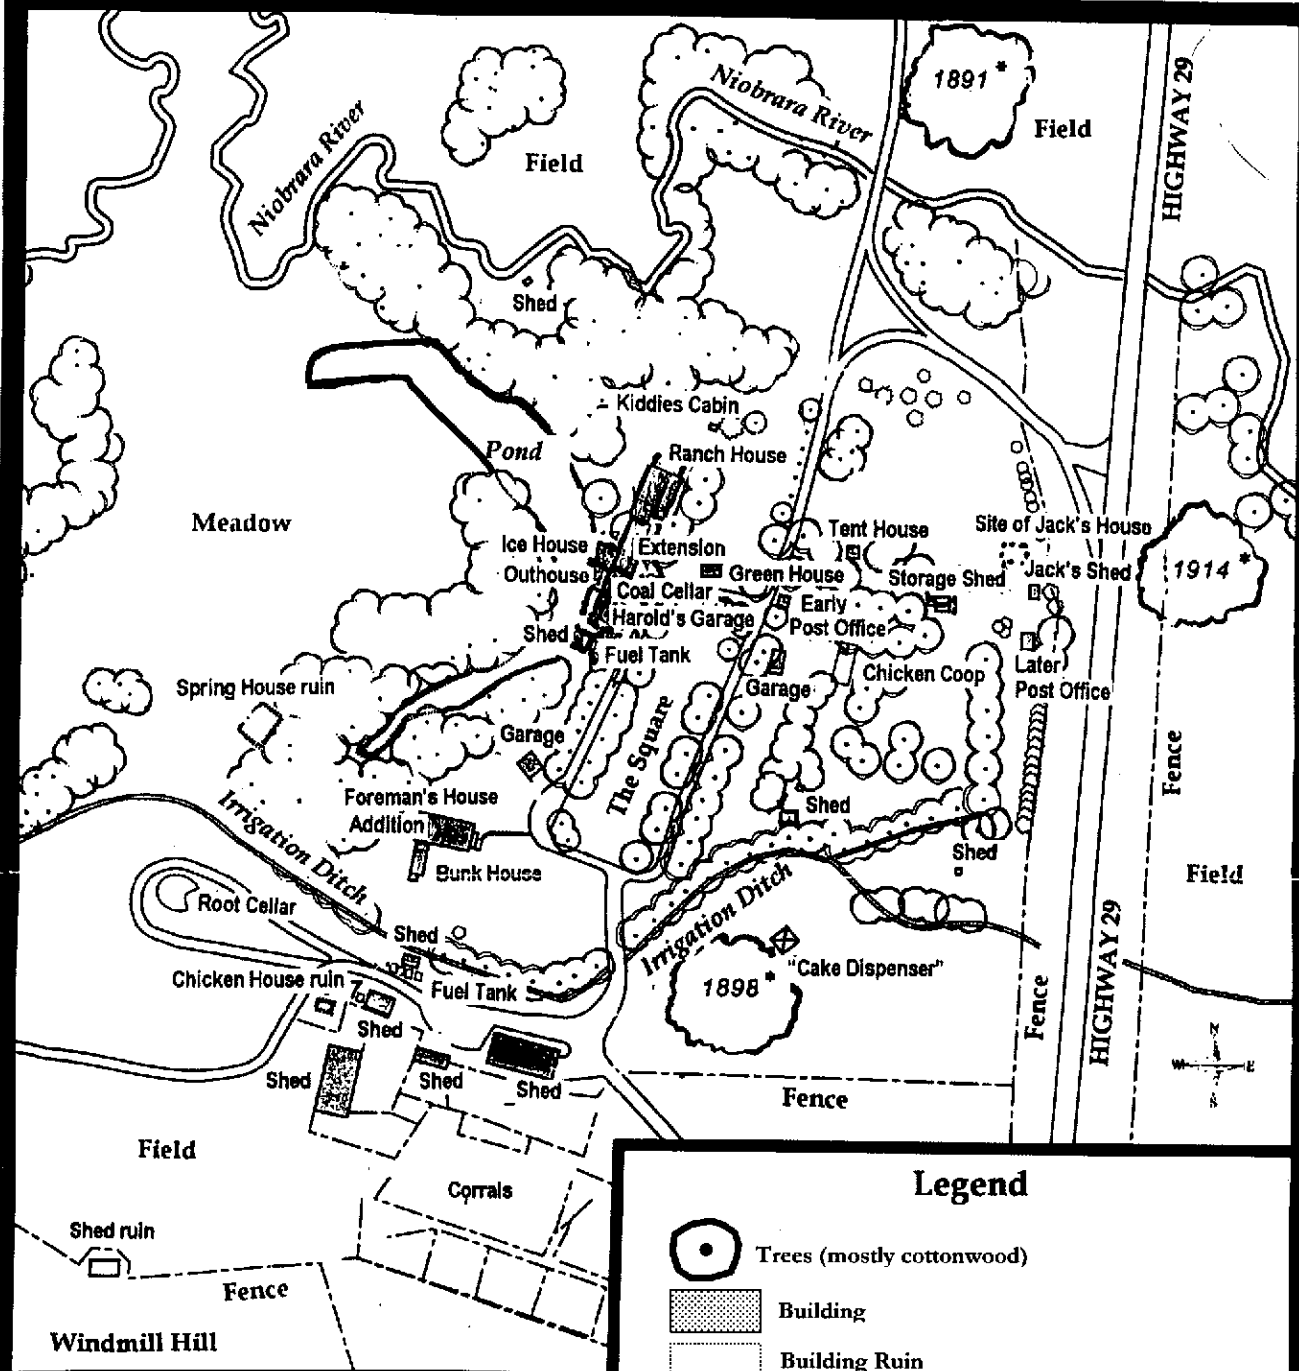 Niobrara River
1891 *
HIGHWAY 29
Niobrara River
Field
Field
Shed
Kiddies Cabin
Pond
Ranch House
Meadow
Ice House
Extension
Tent House
Site of Jack's House
Outhouse
Green House
Storage Shed
Jack's Shed
1914 *
Coal Cellar
Early
Post Office
Harold's Garage
Shed
Fuel Tank
Chicken Coop
Later
Post Office
Spring House ruin
Garage
Garage
The Square
Fence
Foreman's House
Addition
Shed
Irrigation Ditch
Bunk House
Shed
Field
Root Cellar
Irrigation Ditch
HIGHWAY 29
Shed
"Cake Dispenser"
Chicken House ruin
Fuel Tank
1898 *
Fence
Shed
N
W
E
S
Shed
Shed
Shed
Fence
Field
Corrals
Legend
Shed ruin
Trees (mostly cottonwood)
Fence
Building
Windmill Hill
Building Ruin